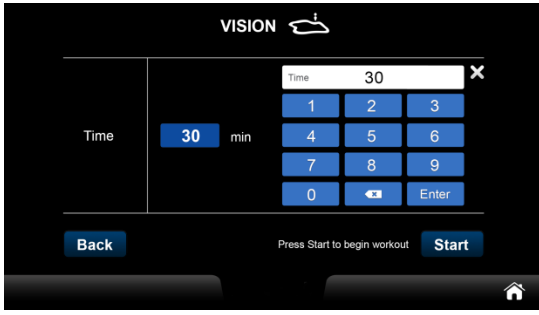 VISION
Time 30
1 2 3
Time 30 min 4 5 6
7 8 9
0 Enter
Back Press Start to begin workout Start